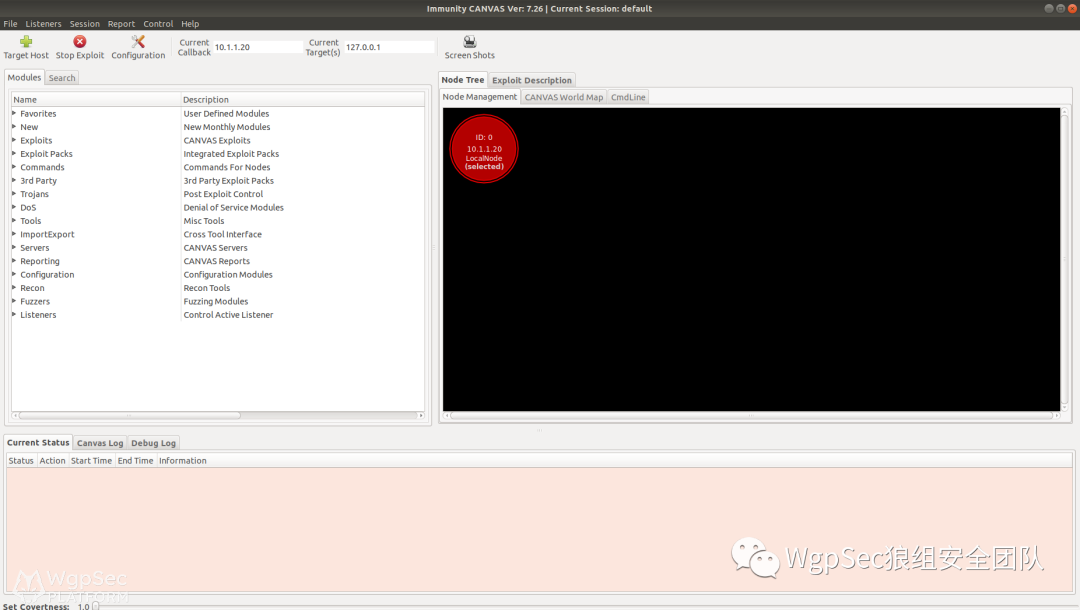 Immunity CANVAS Ver: 7.26 | Current Session: default
File Listeners Session Report Control Help
Target Host Stop Exploit Configuration Current Callback 10.1.1.20 Current Target(s) 127.0.0.1 Screen Shots
Modules Search
Name Description
Favorites User Defined Modules
New New Monthly Modules
Exploits CANVAS Exploits
Exploit Packs Integrated Exploit Packs
Commands Commands For Nodes
3rd Party 3rd Party Exploit Packs
Trojans Post Exploit Control
DoS Denial of Service Modules
Tools Misc Tools
ImportExport Cross Tool Interface
Servers CANVAS Servers
Reporting CANVAS Reports
Configuration Configuration Modules
Recon Recon Tools
Fuzzers Fuzzing Modules
Listeners Control Active Listener
Node Tree Exploit Description
Node Management CANVAS World Map CmdLine
ID: 0
10.1.1.20
LocalNode
(selected)
Current Status Canvas Log Debug Log
Status Action Start Time End Time Information
WgpSec狼组安全团队
WgpSec
PLATFORM
Set Covertness: 1.0